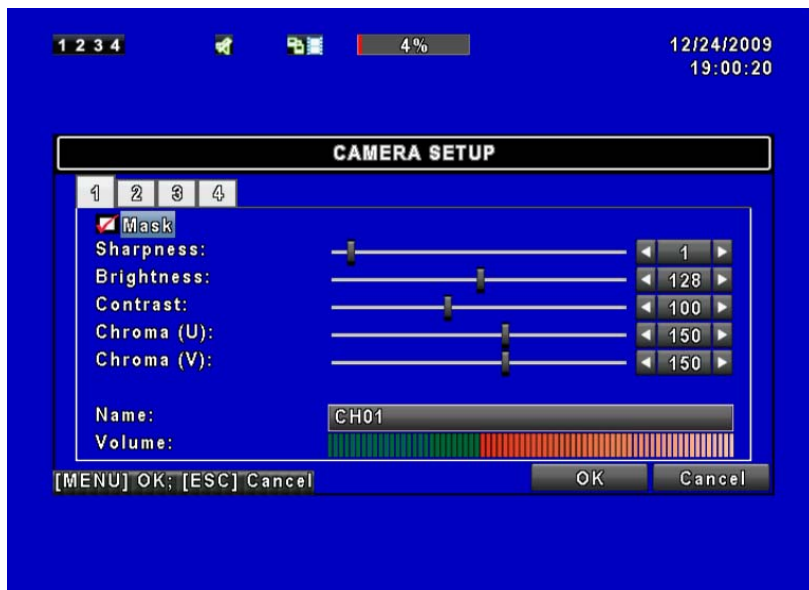 1 2 3 4 4% 12/24/2009
19:00:20
CAMERA SETUP
1 2 3 4
Mask
Sharpness: 1
Brightness: 128
Contrast: 100
Chroma (U): 150
Chroma (V): 150
Name: CH01
Volume:
[MENU] OK; [ESC] Cancel OK Cancel